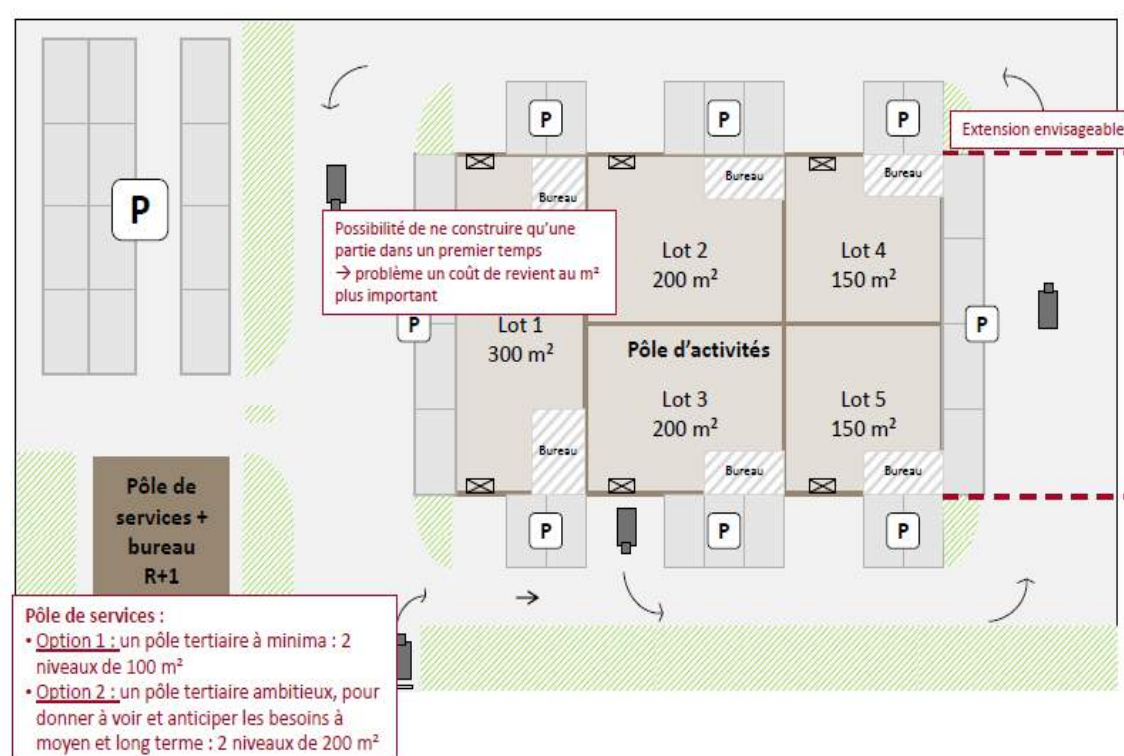 P
P
P
Extension envisageable
Bureau
Bureau
Bureau
P
Possibilité de ne construire qu'une
partie dans un premier temps
→ problème un coût de revient au m²
plus important
Lot 2
200 m²
Lot 4
150 m²
P
Lot 1
300 m²
P
Pôle d'activités
Lot 3
200 m²
Lot 5
150 m²
Bureau
Bureau
Bureau
Pôle de
services +
bureau
R+1
P
P
P
Pôle de services :
• Option 1 : un pôle tertiaire à minima : 2
niveaux de 100 m²
• Option 2 : un pôle tertiaire ambitieux, pour
donner à voir et anticiper les besoins à
moyen et long terme : 2 niveaux de 200 m²